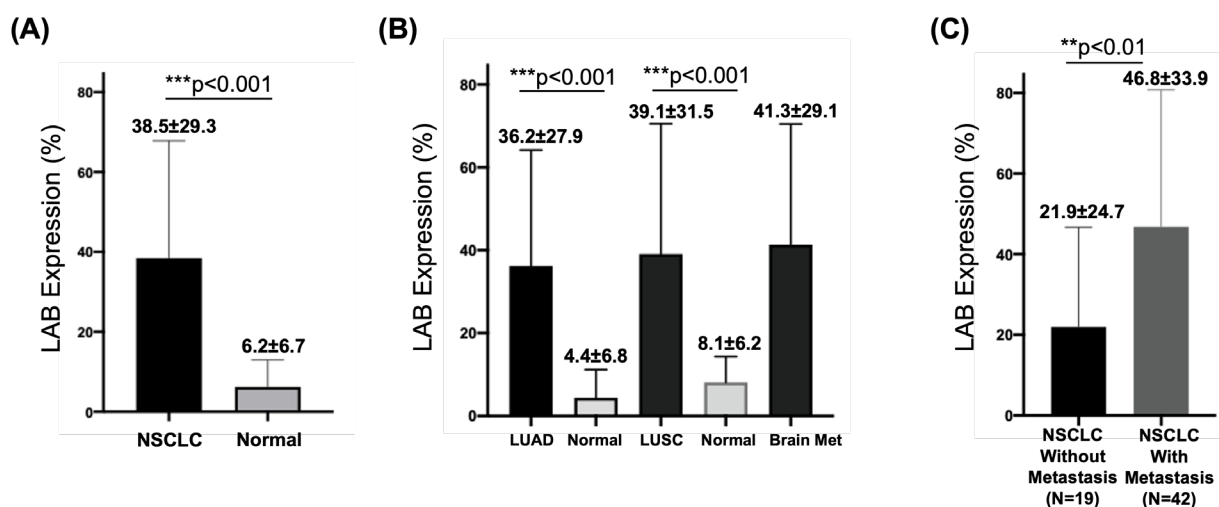 (A)
***p<0.001
38.5±29.3
6.2±6.7
LAB Expression (%)
80
60
40
20
0
NSCLC
Normal
(B)
***p<0.001
***p<0.001
36.2±27.9
4.4±6.8
39.1±31.5
8.1±6.2
41.3±29.1
LAB Expression (%)
80
60
40
20
0
LUAD
Normal
LUSC
Normal
Brain Met
(C)
**p<0.01
46.8±33.9
21.9±24.7
LAB Expression (%)
80
60
40
20
0
NSCLC
Without
Metastasis
(N=19)
NSCLC
With
Metastasis
(N=42)